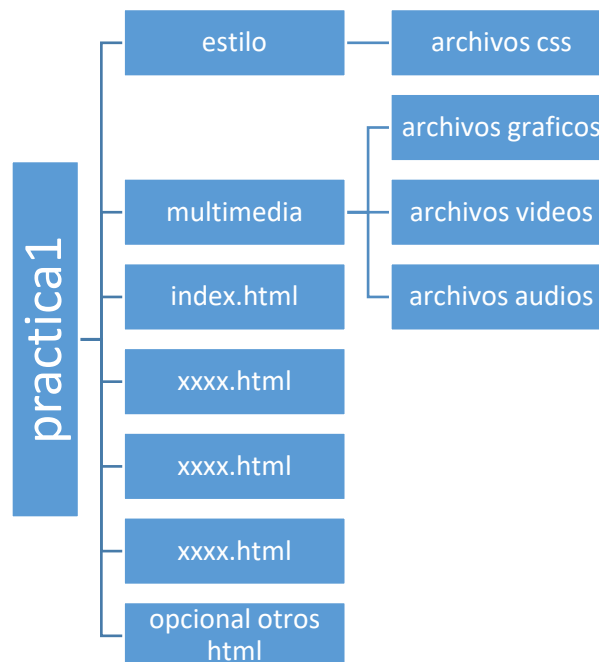 practica1
estilo
archivos css
multimedia
archivos graficos
archivos videos
archivos audios
index.html
xxxx.html
xxxx.html
xxxx.html
opcional otros
html